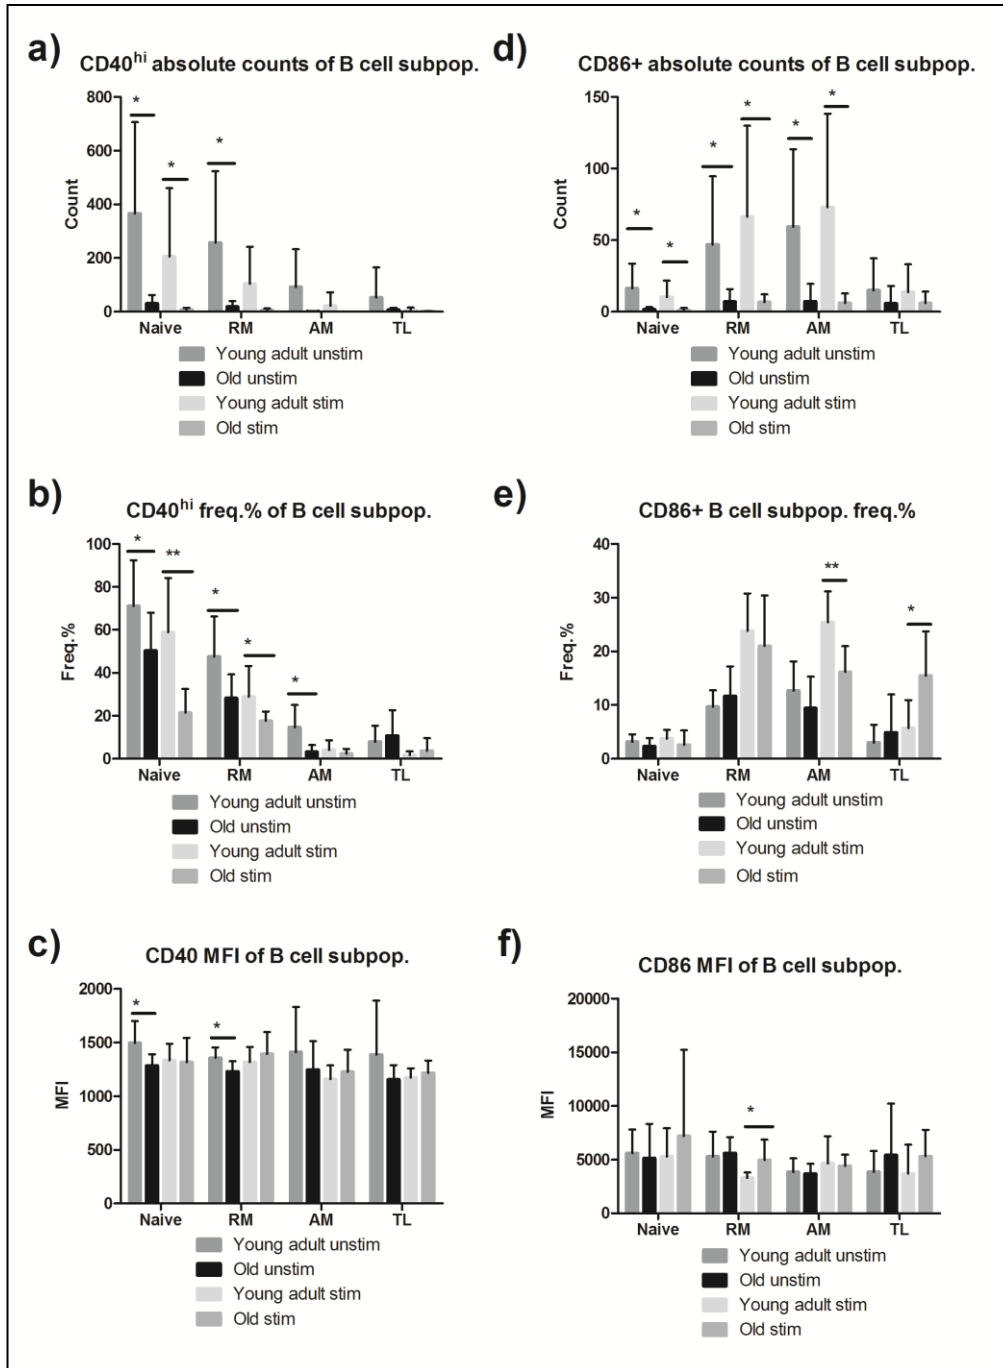 a)
CD40hi absolute counts of B cell subpop.
800
600
400
200
0
Count
*
*
*
Naive RM AM TL
Young adult unstim
Old unstim
Young adult stim
Old stim
b)
CD40hi freq.% of B cell subpop.
100
80
60
40
20
0
Freq.%
*
**
*
*
*
Naive RM AM TL
Young adult unstim
Old unstim
Young adult stim
Old stim
c)
CD40 MFI of B cell subpop.
2000
1500
1000
500
0
MFI
*
*
Naive RM AM TL
Young adult unstim
Old unstim
Young adult stim
Old stim
d)
CD86+ absolute counts of B cell subpop.
150
100
50
0
Count
*
*
*
*
*
*
Naive RM AM TL
Young adult unstim
Old unstim
Young adult stim
Old stim
e)
CD86+ B cell subpop. freq.%
40
30
20
10
0
Freq.%
**
*
Naive RM AM TL
Young adult unstim
Old unstim
Young adult stim
Old stim
f)
CD86 MFI of B cell subpop.
20000
15000
10000
5000
0
MFI
*
Naive RM AM TL
Young adult unstim
Old unstim
Young adult stim
Old stim